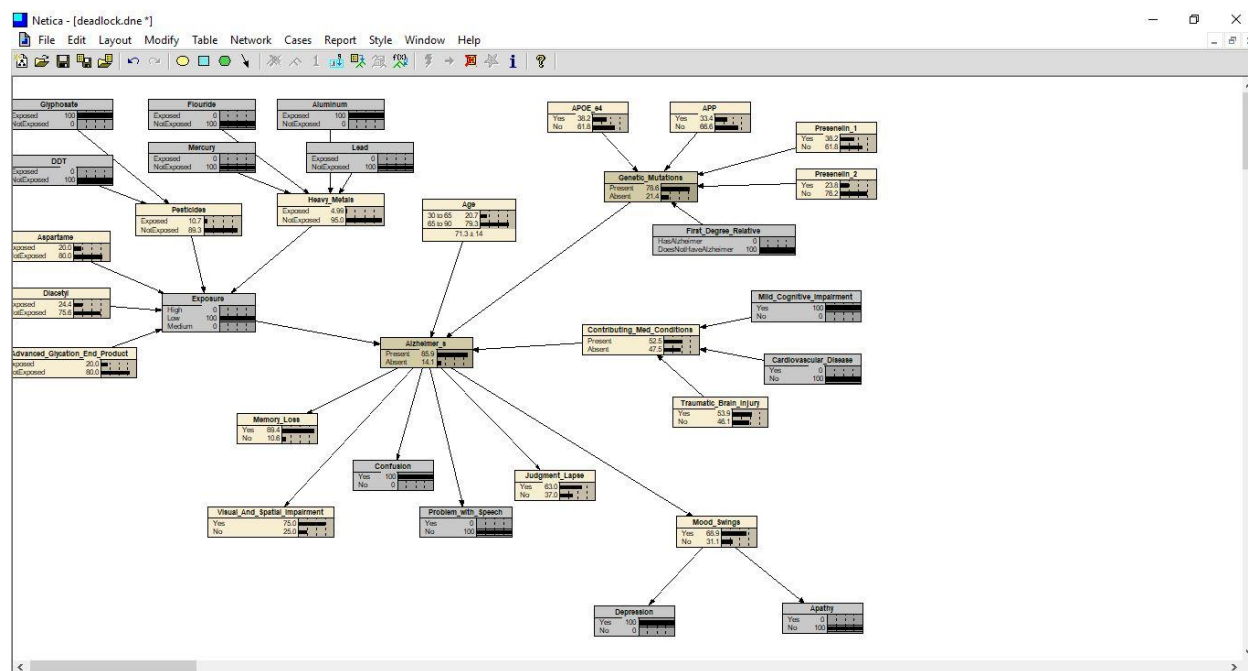 Netica - [deadlock.dne *]
File Edit Layout Modify Table Network Cases Report Style Window Help
Glyphosate
Exposed 100
NotExposed 0
Flouride
Exposed 0
NotExposed 100
Aluminum
Exposed 100
NotExposed 0
APOE_e4
Yes 38.2
No 61.8
APP
Yes 33.4
No 66.6
Presenelin_1
Yes 38.2
No 61.8
DDT
Exposed 0
NotExposed 100
Mercury
Exposed 0
NotExposed 100
Lead
Exposed 0
NotExposed 100
Genetic_Mutations
Present 78.6
Absent 21.4
Presenelin_2
Yes 23.8
No 76.2
Pesticides
Exposed 10.7
NotExposed 89.3
Heavy_Metals
Exposed 4.99
NotExposed 95.0
Age
30 to 65 20.7
65 to 90 79.3
71.3 ± 14
First_Degree_Relative
HasAlzheimer 0
DoesNotHaveAlzheimer 100
Aspartame
xposed 20.0
otExposed 80.0
Diacetyl
xposed 24.4
otExposed 75.6
Exposure
High 0
Low 100
Medium 0
Mild_Cognitive_Impairment
Yes 100
No 0
Advanced_Glycation_End_Product
xposed 20.0
otExposed 80.0
Alzheimer_s
Present 85.9
Absent 14.1
Contributing_Med_Conditions
Present 52.5
Absent 47.5
Cardiovascular_Disease
Yes 0
No 100
Traumatic_Brain_Injury
Yes 53.9
No 46.1
Memory_Loss
Yes 89.4
No 10.6
Confusion
Yes 100
No 0
Judgment_Lapse
Yes 63.0
No 37.0
Visual_And_Spatial_Impairment
Yes 75.0
No 25.0
Problem_with_Speech
Yes 0
No 100
Mood_Swings
Yes 68.9
No 31.1
Depression
Yes 100
No 0
Apathy
Yes 0
No 100